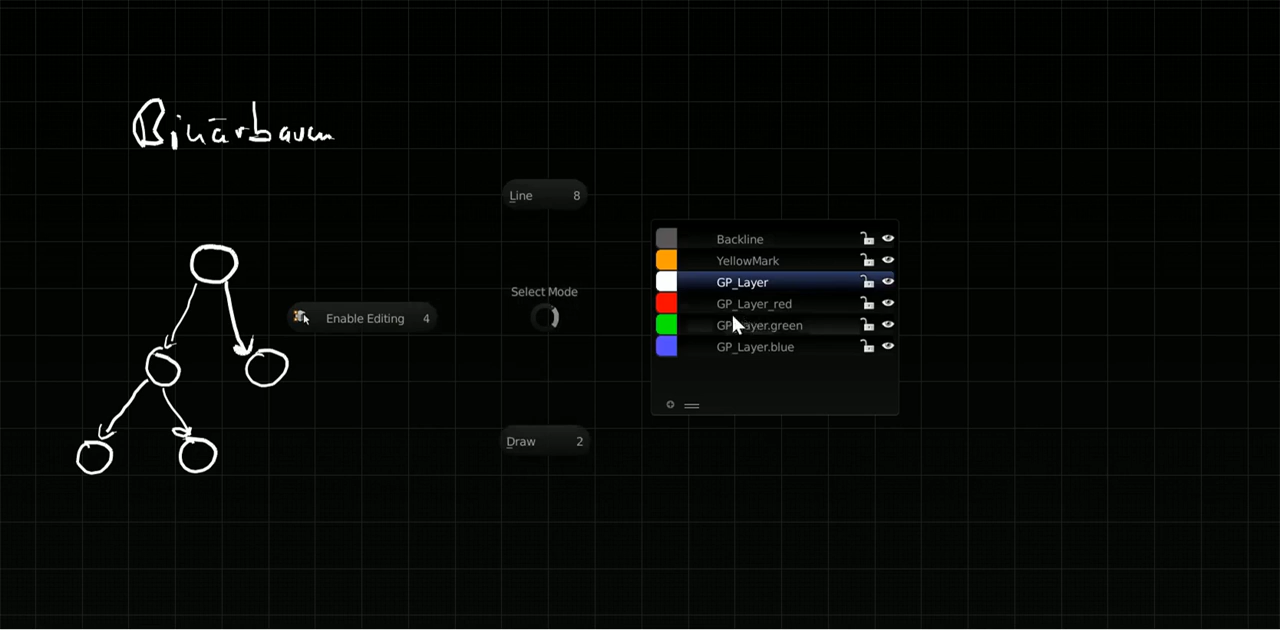 Binärbaum
Line 8
Select Mode
Enable Editing 4
Draw 2
Backline
YellowMark
GP_Layer
GP_Layer_red
GP_Layer.green
GP_Layer.blue